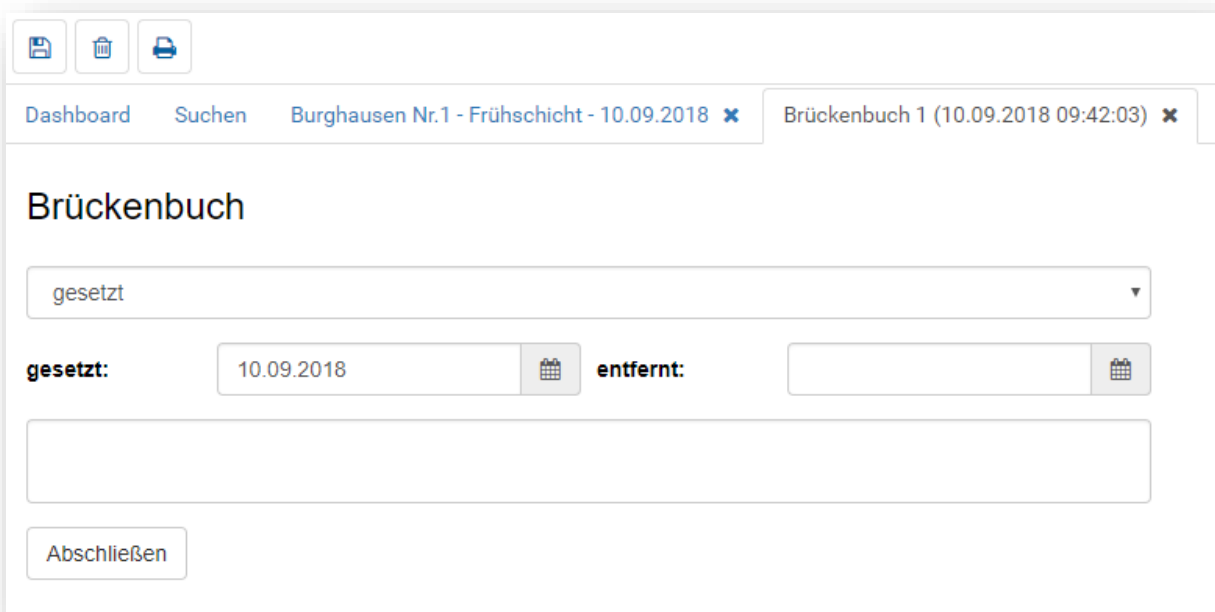 Dashboard Suchen Burghausen Nr.1 - Frühschicht - 10.09.2018 ✖ Brückenbuch 1 (10.09.2018 09:42:03) ✖
Brückenbuch
gesetzt
gesetzt: 10.09.2018 entfernt:
Abschließen